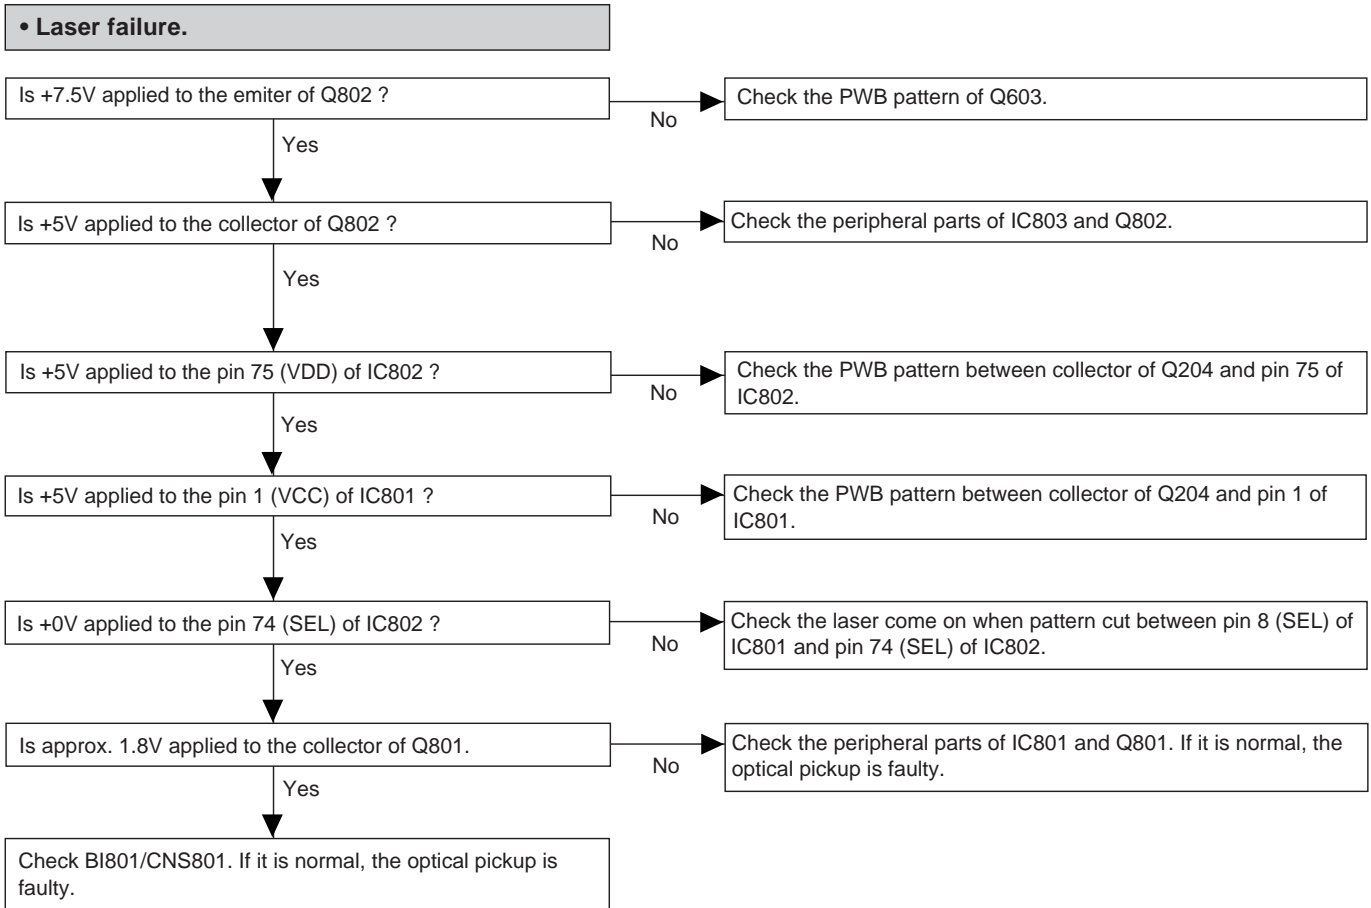 • Laser failure.
Is +7.5V applied to the emiter of Q802 ?
No
Check the PWB pattern of Q603.
Yes
Is +5V applied to the collector of Q802 ?
No
Check the peripheral parts of IC803 and Q802.
Yes
Is +5V applied to the pin 75 (VDD) of IC802 ?
No
Check the PWB pattern between collector of Q204 and pin 75 of
IC802.
Yes
Is +5V applied to the pin 1 (VCC) of IC801 ?
No
Check the PWB pattern between collector of Q204 and pin 1 of
IC801.
Yes
Is +0V applied to the pin 74 (SEL) of IC802 ?
No
Check the laser come on when pattern cut between pin 8 (SEL) of
IC801 and pin 74 (SEL) of IC802.
Yes
Is approx. 1.8V applied to the collector of Q801.
No
Check the peripheral parts of IC801 and Q801. If it is normal, the
optical pickup is faulty.
Yes
Check BI801/CNS801. If it is normal, the optical pickup is
faulty.